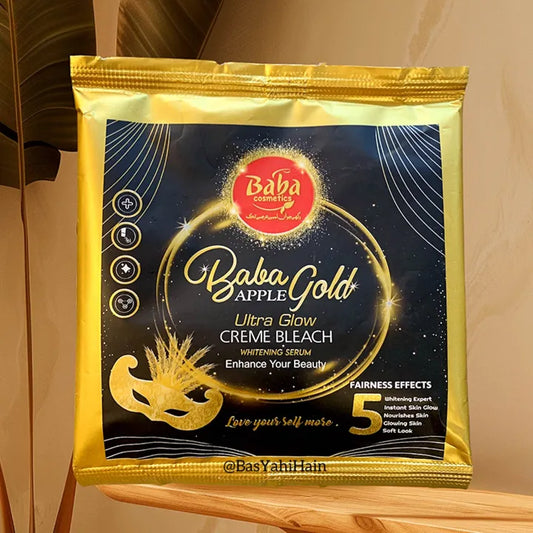 Baba
cosmetics
Baba
APPLE Gold
Ultra Glow
CREME BLEACH
WHITENING SERUM
Enhance Your Beauty
FAIRNESS EFFECTS
5
Whitening Expert
Instant Skin Glow
Nourishes Skin
Glowing Skin
Soft Look
Love your self more .
@BasYahiHain